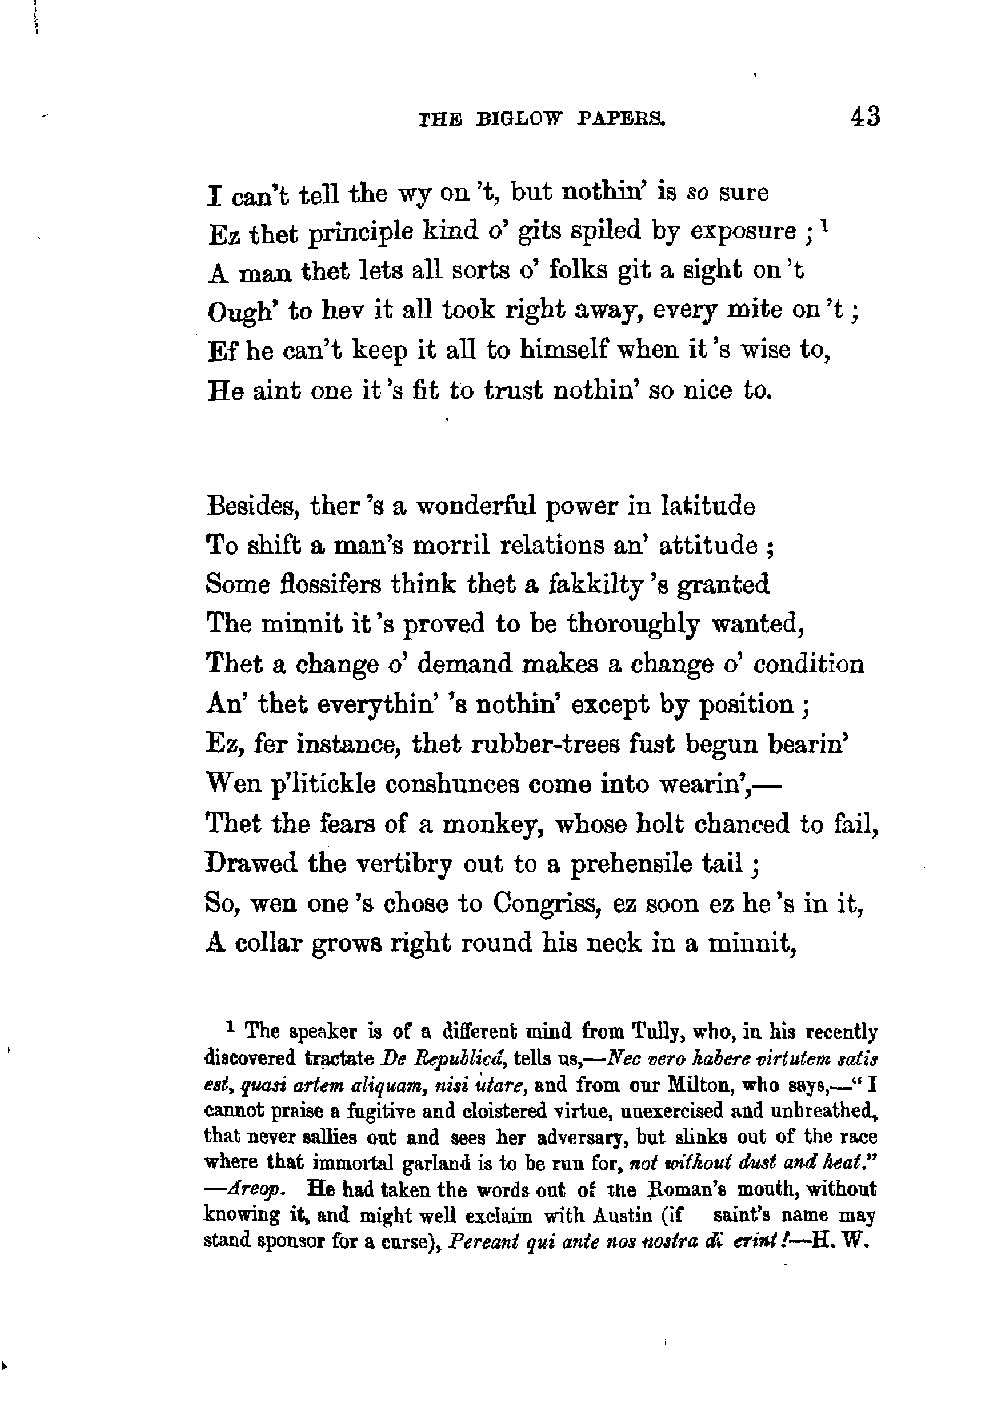 THE BIGLOW PAPERS. 43
I can't tell the wy on 't, but nothin' is so sure
Ez thet principle kind o' gits spiled by exposure ; 1
A man thet lets all sorts o' folks git a sight on 't
Ough' to hev it all took right away, every mite on 't ;
Ef he can't keep it all to himself when it 's wise to,
He aint one it 's fit to trust nothin' so nice to.
Besides, ther 's a wonderful power in latitude
To shift a man's morril relations an' attitude ;
Some flossifers think thet a fakkilty 's granted
The minnit it 's proved to be thoroughly wanted,
Thet a change o' demand makes a change o' condition
An' thet everythin' 's nothin' except by position ;
Ez, fer instance, thet rubber-trees fust begun bearin'
Wen p'litickle conshunces come into wearin',—
Thet the fears of a monkey, whose holt chanced to fail,
Drawed the vertibry out to a prehensile tail ;
So, wen one 's chose to Congriss, ez soon ez he 's in it,
A collar grows right round his neck in a minnit,
1 The speaker is of a different mind from Tully, who, in his recently
discovered tractate De Republicâ, tells us,—Nec vero habere virtutem satis
est, quasi artem aliquam, nisi utare, and from our Milton, who says,—“ I
cannot praise a fugitive and cloistered virtue, unexercised and unbreathed,
that never sallies out and sees her adversary, but slinks out of the race
where that immortal garland is to be run for, not without dust and heat.”
—Areop. He had taken the words out of the Roman's mouth, without
knowing it, and might well exclaim with Austin (if saint's name may
stand sponsor for a curse), Pereant qui ante nos nostra di erint !—H. W.